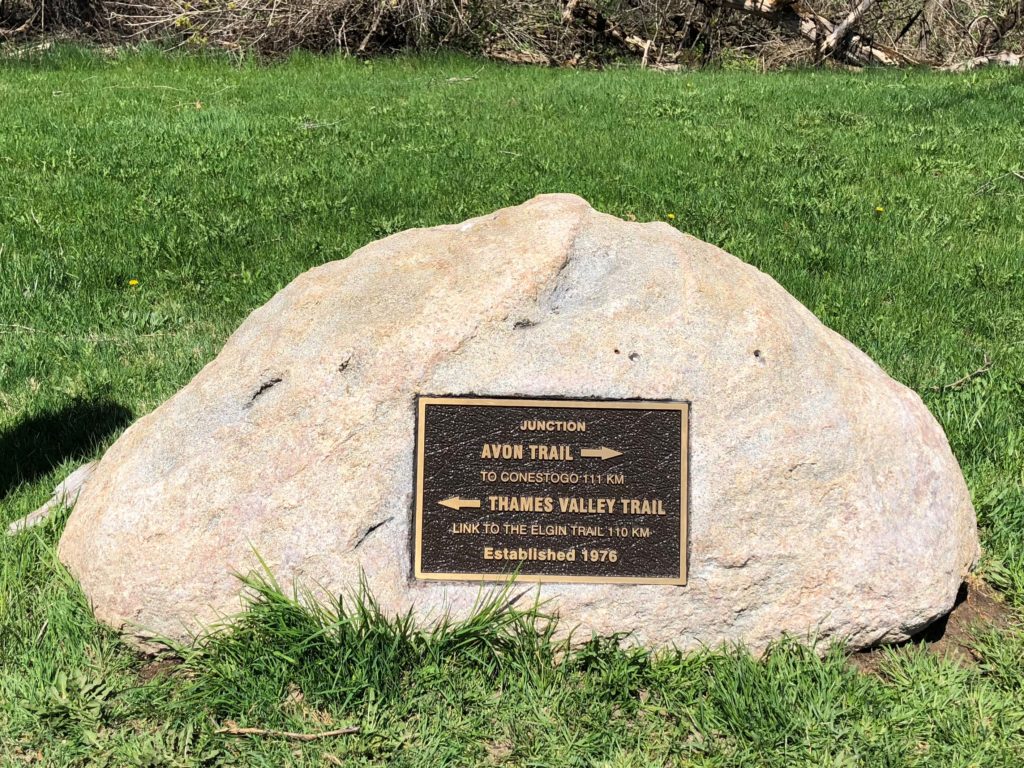 JUNCTION
AVON TRAIL
TO CONESTOGO 111 KM
THAMES VALLEY TRAIL
LINK TO THE ELGIN TRAIL 110 KM
Established 1976